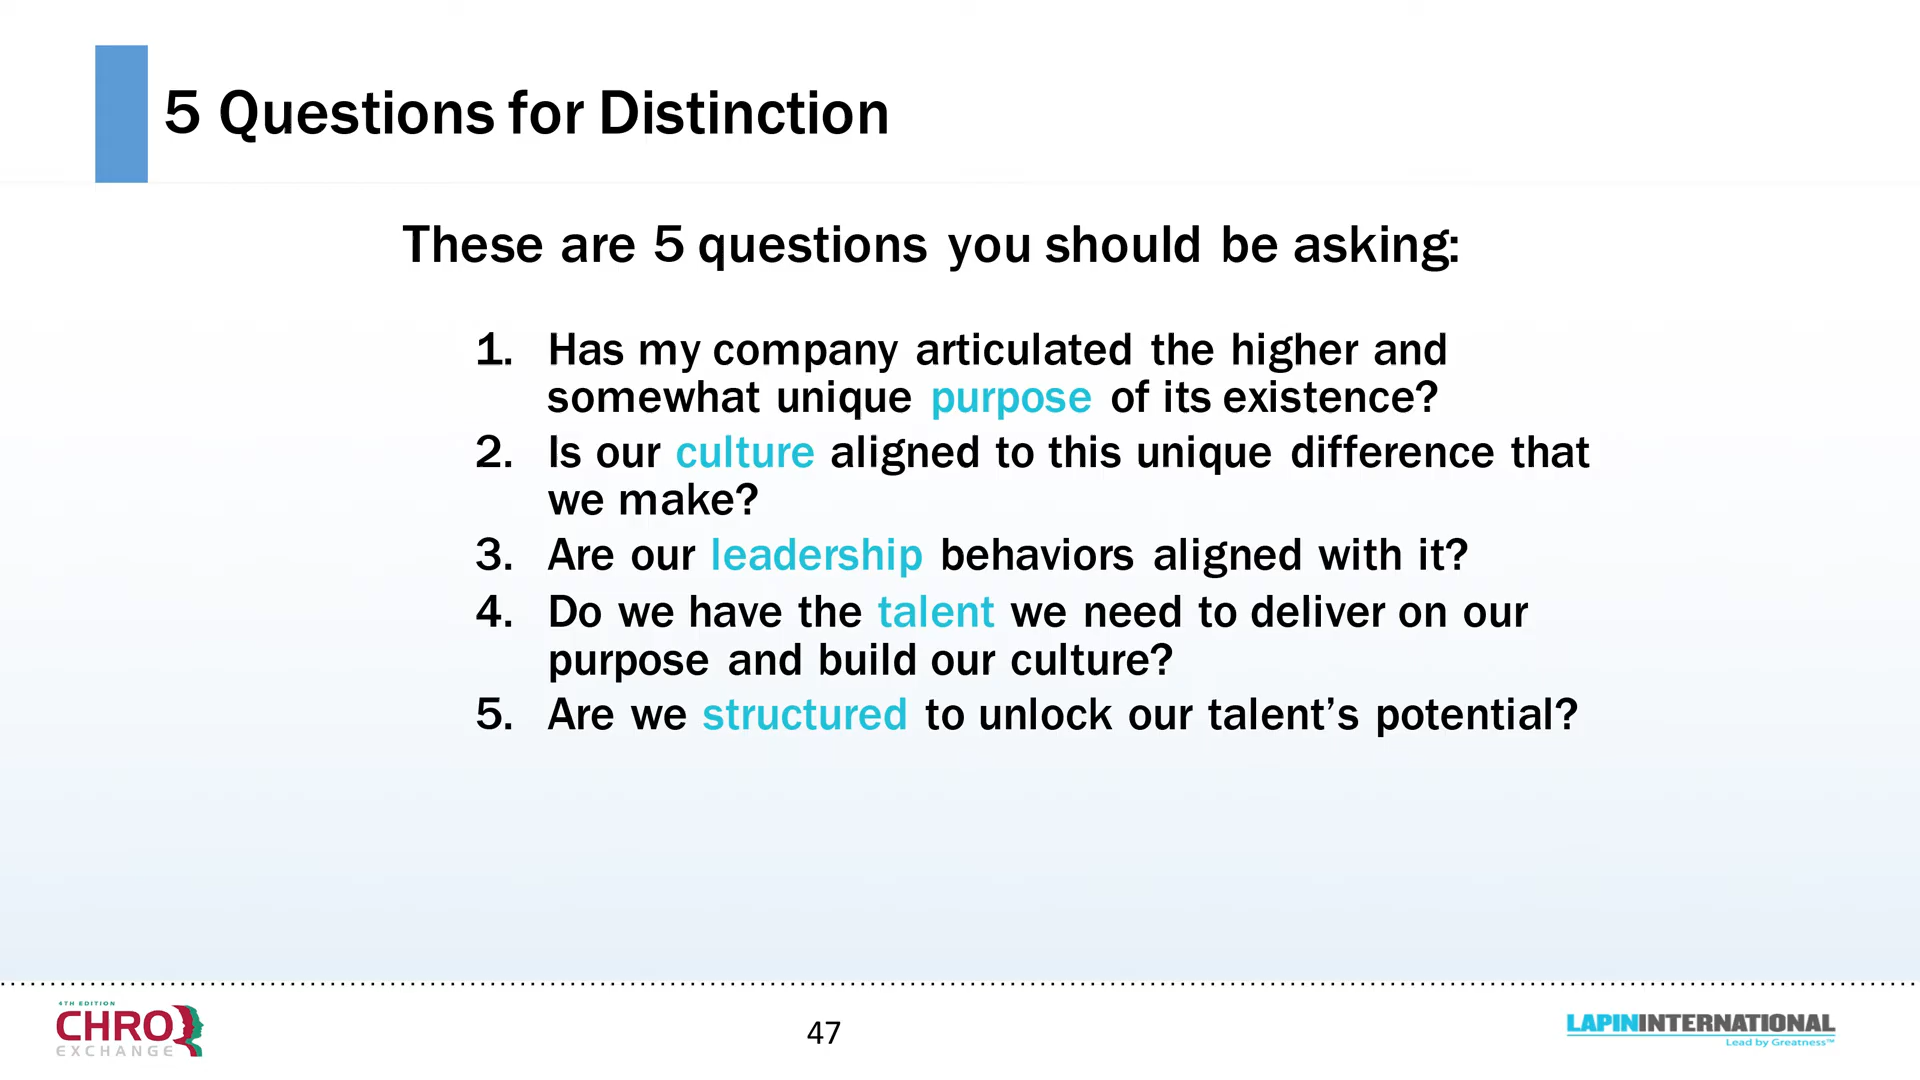 5 Questions for Distinction
These are 5 questions you should be asking:
1. Has my company articulated the higher and
somewhat unique purpose of its existence?
2. Is our culture aligned to this unique difference that
we make?
3. Are our leadership behaviors aligned with it?
4. Do we have the talent we need to deliver on our
purpose and build our culture?
5. Are we structured to unlock our talent’s potential?
4TH EDITION
CHRO
EXCHANGE
47
LAPININTERNATIONAL
Lead by Greatness™